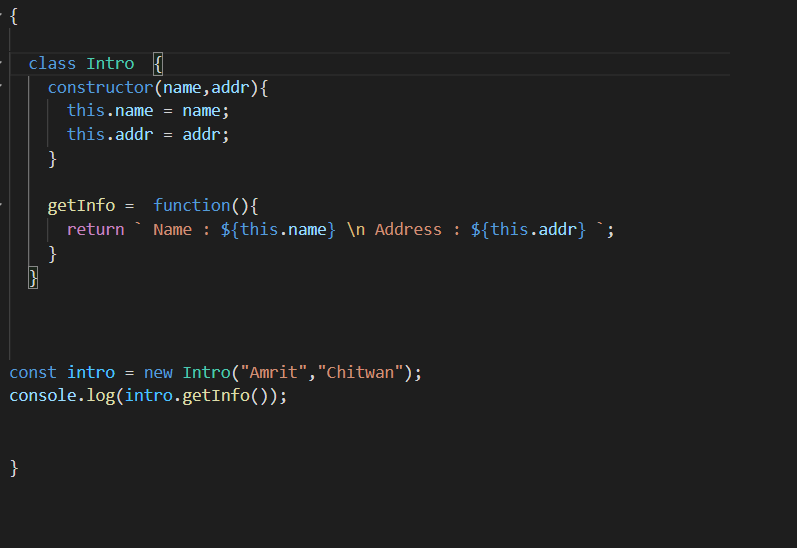 {
class Intro  {
constructor(name,addr){
this.name = name;
this.addr = addr;
}
getInfo =  function(){
return ` Name : ${this.name} \n Address : ${this.addr} `;
}
}
const intro = new Intro("Amrit","Chitwan");
console.log(intro.getInfo());
}